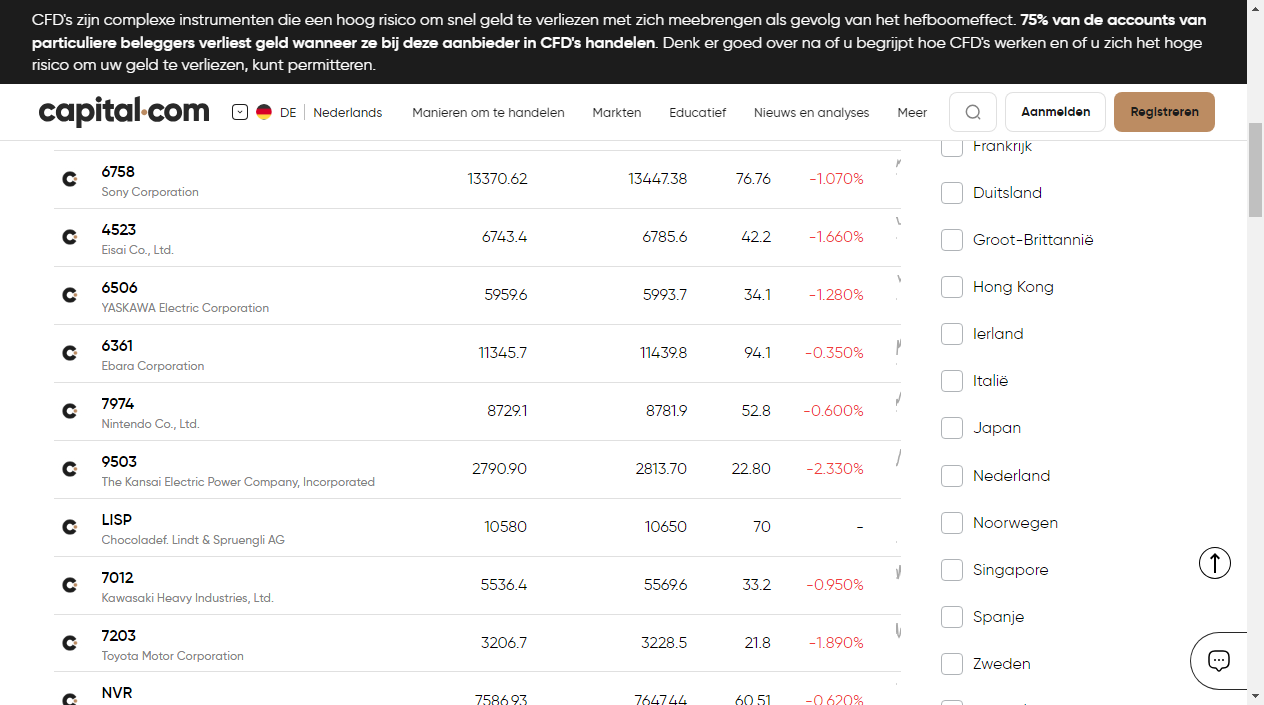 CFD's zijn complexe instrumenten die een hoog risico om snel geld te verliezen met zich meebrengen als gevolg van het hefboomeffect. 75% van de accounts van
particuliere beleggers verliest geld wanneer ze bij deze aanbieder in CFD's handelen. Denk er goed over na of u begrijpt hoe CFD's werken en of u zich het hoge
risico om uw geld te verliezen, kunt permitteren.
capital.com DE Nederlands Manieren om te handelen Markten Educatief Nieuws en analyses Meer Aanmelden Registreren
6758 13370.62 13447.38 76.76 -1.070%
Sony Corporation
4523 6743.4 6785.6 42.2 -1.660%
Eisai Co., Ltd.
6506 5959.6 5993.7 34.1 -1.280%
YASKAWA Electric Corporation
6361 11345.7 11439.8 94.1 -0.350%
Ebara Corporation
7974 8729.1 8781.9 52.8 -0.600%
Nintendo Co., Ltd.
9503 2790.90 2813.70 22.80 -2.330%
The Kansai Electric Power Company, Incorporated
LISP 10580 10650 70 -
Chocoladef. Lindt & Spruengli AG
7012 5536.4 5569.6 33.2 -0.950%
Kawasaki Heavy Industries, Ltd.
7203 3206.7 3228.5 21.8 -1.890%
Toyota Motor Corporation
NVR 7586.93 7647.44 60.51 -0.620%
Frankrijk
Duitsland
Groot-Brittannië
Hong Kong
Ierland
Italië
Japan
Nederland
Noorwegen
Singapore
Spanje
Zweden